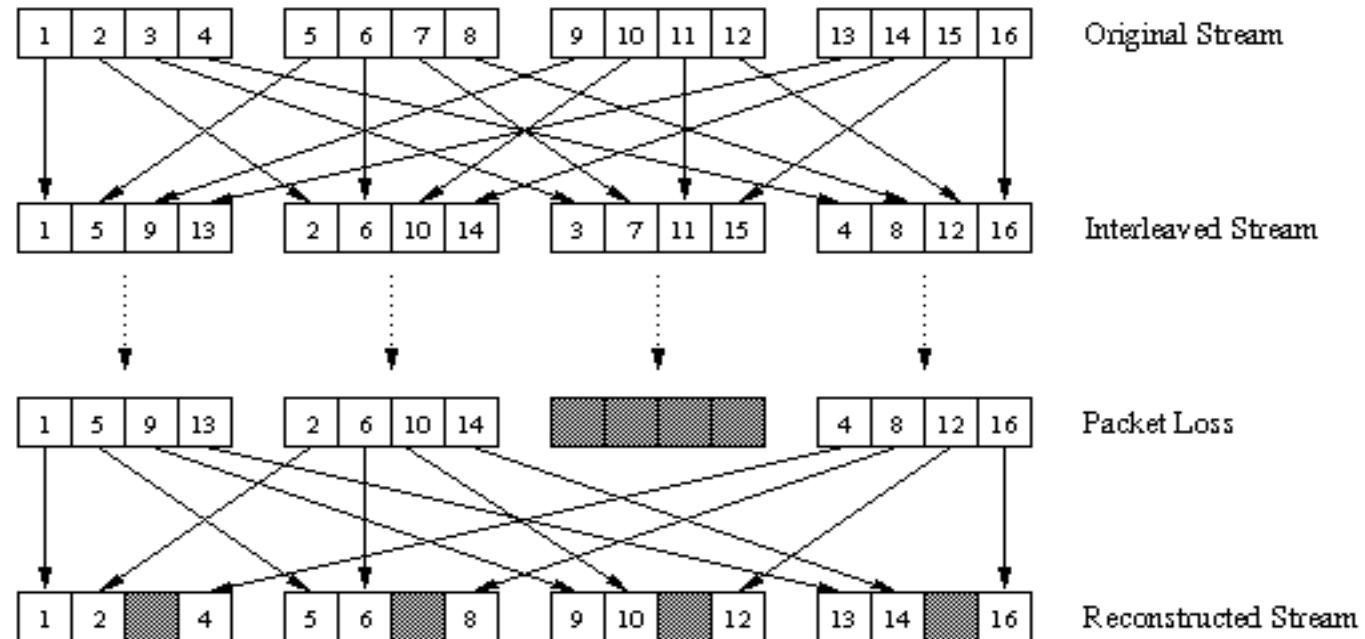 1 2 3 4 5 6 7 8 9 10 11 12 13 14 15 16 Original Stream
1 5 9 13 2 6 10 14 3 7 11 15 4 8 12 16 Interleaved Stream
1 5 9 13 2 6 10 14 4 8 12 16 Packet Loss
1 2 4 5 6 8 9 10 12 13 14 16 Reconstructed Stream